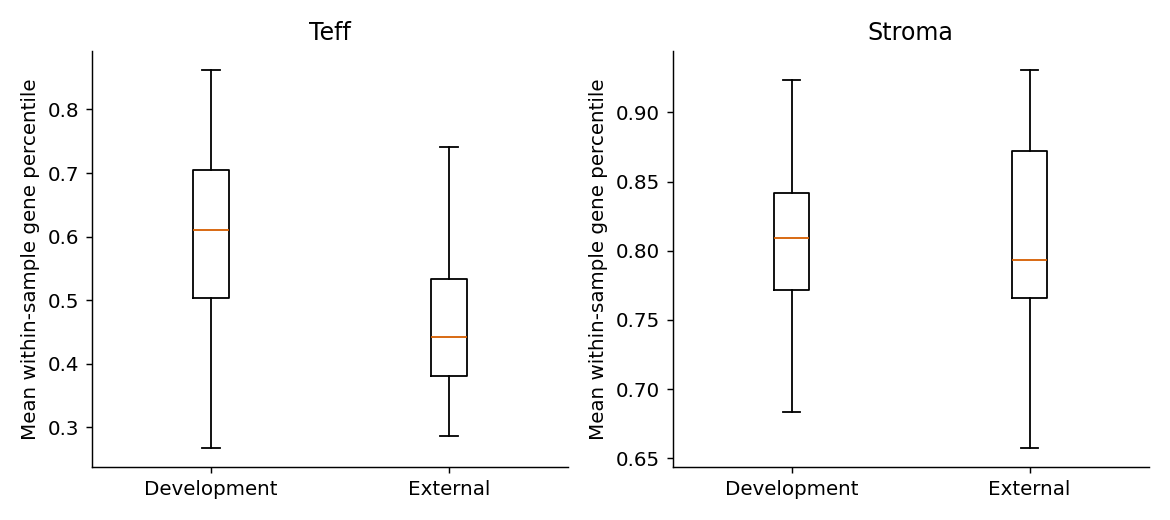 Teff
Mean within-sample gene percentile
0.8
0.7
0.6
0.5
0.4
0.3
Development
External
Stroma
Mean within-sample gene percentile
0.90
0.85
0.80
0.75
0.70
0.65
Development
External